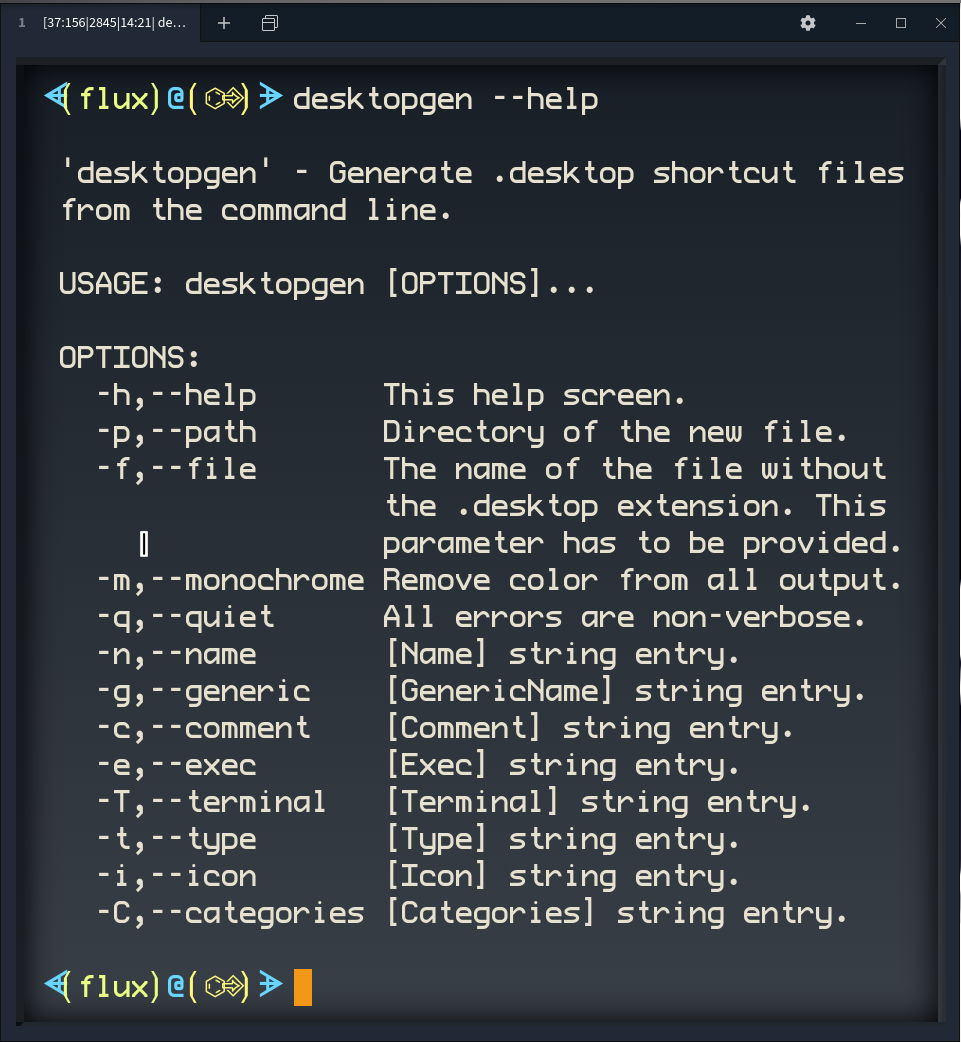 1 [37:156|2845|14:21| de...
(flux)@(⌬⤃) desktopgen --help
'desktopgen' - Generate .desktop shortcut files
from the command line.
USAGE: desktopgen [OPTIONS]...
OPTIONS:
-h,--help This help screen.
-p,--path Directory of the new file.
-f,--file The name of the file without
the .desktop extension. This
parameter has to be provided.
-m,--monochrome Remove color from all output.
-q,--quiet All errors are non-verbose.
-n,--name [Name] string entry.
-g,--generic [GenericName] string entry.
-c,--comment [Comment] string entry.
-e,--exec [Exec] string entry.
-T,--terminal [Terminal] string entry.
-t,--type [Type] string entry.
-i,--icon [Icon] string entry.
-C,--categories [Categories] string entry.
(flux)@(⌬⤃)